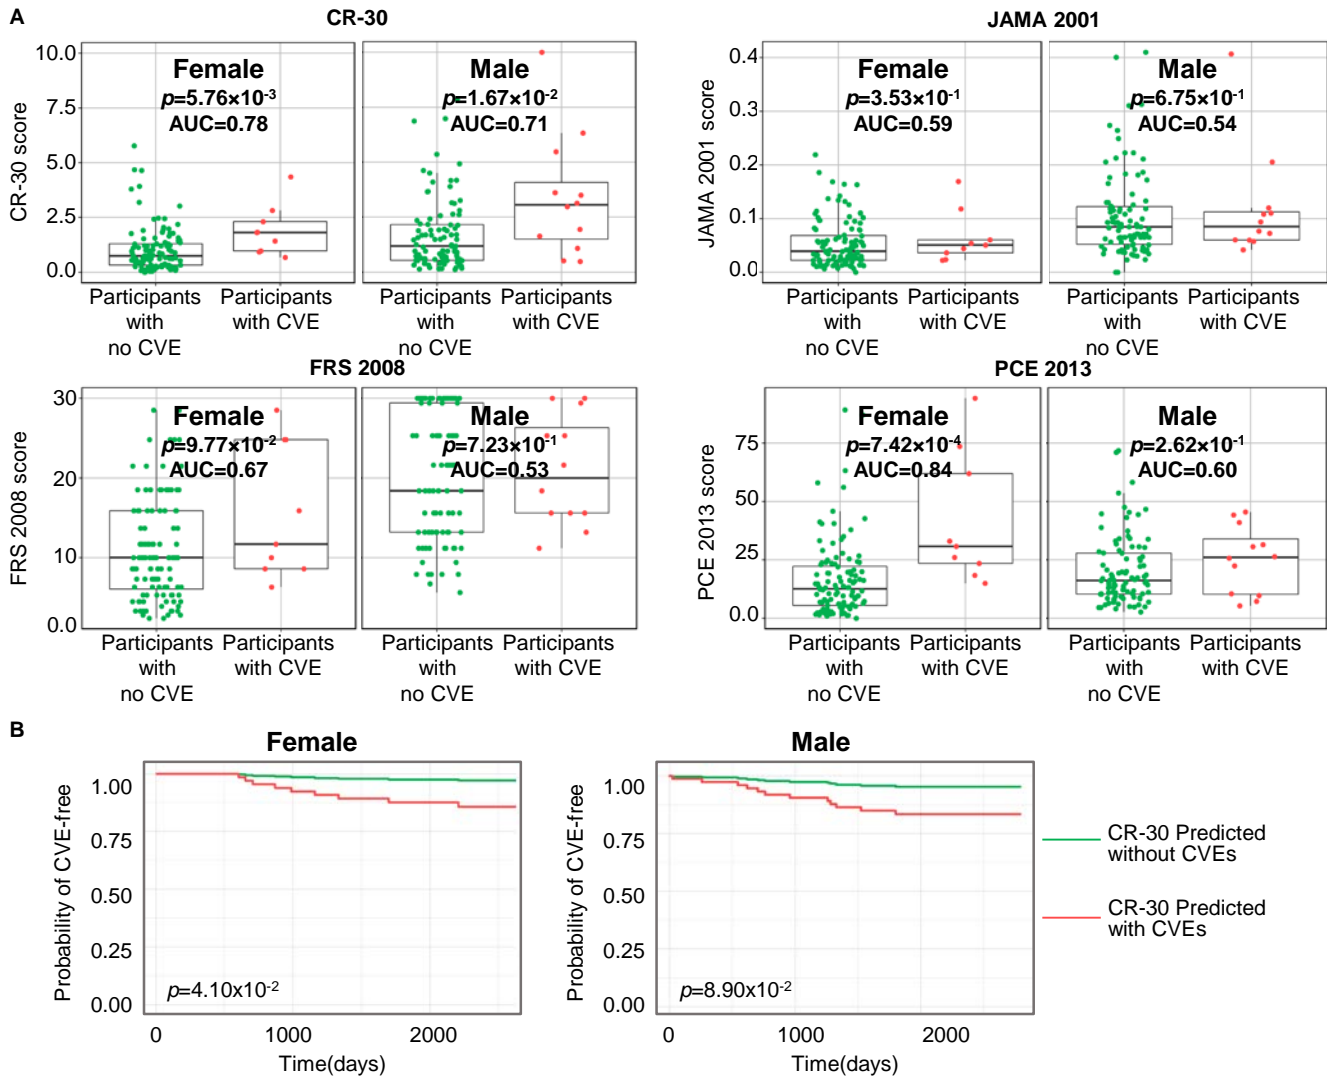 A
CR-30
JAMA 2001
CR-30 score
10.0
7.5
5.0
2.5
0.0
Female
p=5.76×10-3
AUC=0.78
Male
p=1.67×10-2
AUC=0.71
Participants
with
no CVE
Participants
with CVE
Participants
with
no CVE
Participants
with CVE
JAMA 2001 score
0.4
0.3
0.2
0.1
0.0
Female
p=3.53×10-1
AUC=0.59
Male
p=6.75×10-1
AUC=0.54
Participants
with
no CVE
Participants
with CVE
Participants
with
no CVE
Participants
with CVE
FRS 2008
PCE 2013
FRS 2008 score
30
20
10
0.0
Female
p=9.77×10-2
AUC=0.67
Male
p=7.23×10-1
AUC=0.53
Participants
with
no CVE
Participants
with CVE
Participants
with
no CVE
Participants
with CVE
PCE 2013 score
75
50
25
0.0
Female
p=7.42×10-4
AUC=0.84
Male
p=2.62×10-1
AUC=0.60
Participants
with
no CVE
Participants
with CVE
Participants
with
no CVE
Participants
with CVE
B
Female
Probability of CVE-free
1.00
0.75
0.50
0.25
0.00
p=4.10x10-2
0
1000
2000
Time(days)
Male
Probability of CVE-free
1.00
0.75
0.50
0.25
0.00
p=8.90x10-2
0
1000
2000
Time(days)
CR-30 Predicted
without CVEs
CR-30 Predicted
with CVEs